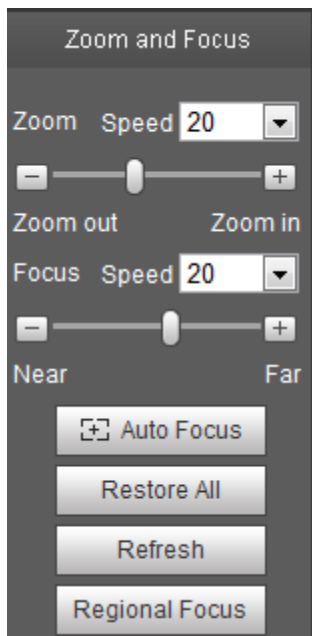 Zoom and Focus
Zoom Speed 20
Zoom out Zoom in
Focus Speed 20
Near Far
Auto Focus
Restore All
Refresh
Regional Focus